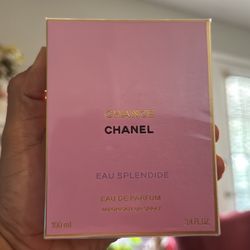 CHANCE
CHANEL
EAU SPLENDIDE
EAU DE PARFUM
100 ml
3.4 FL. OZ.